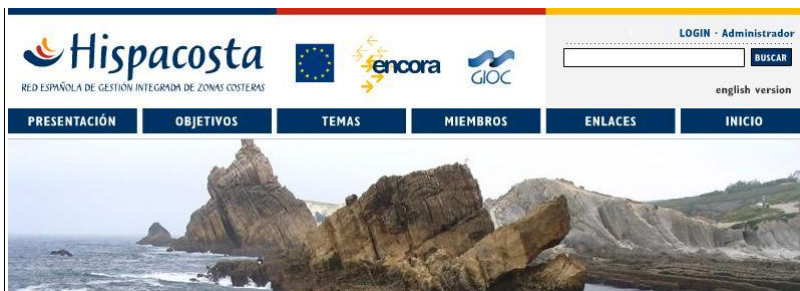 Hispacosta
RED ESPAÑOLA DE GESTIÓN INTEGRADA DE ZONAS COSTERAS
encora
GIOC
LOGIN · Administrador
BUSCAR
english version
PRESENTACIÓN OBJETIVOS TEMAS MIEMBROS ENLACES INICIO